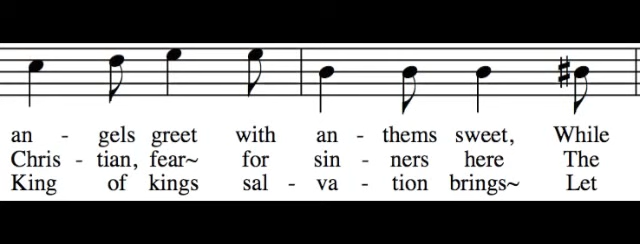 an - gels greet with an - thems sweet, While
Chris - tian, fear~ for sin - ners here The
King of kings sal - va - tion brings~ Let